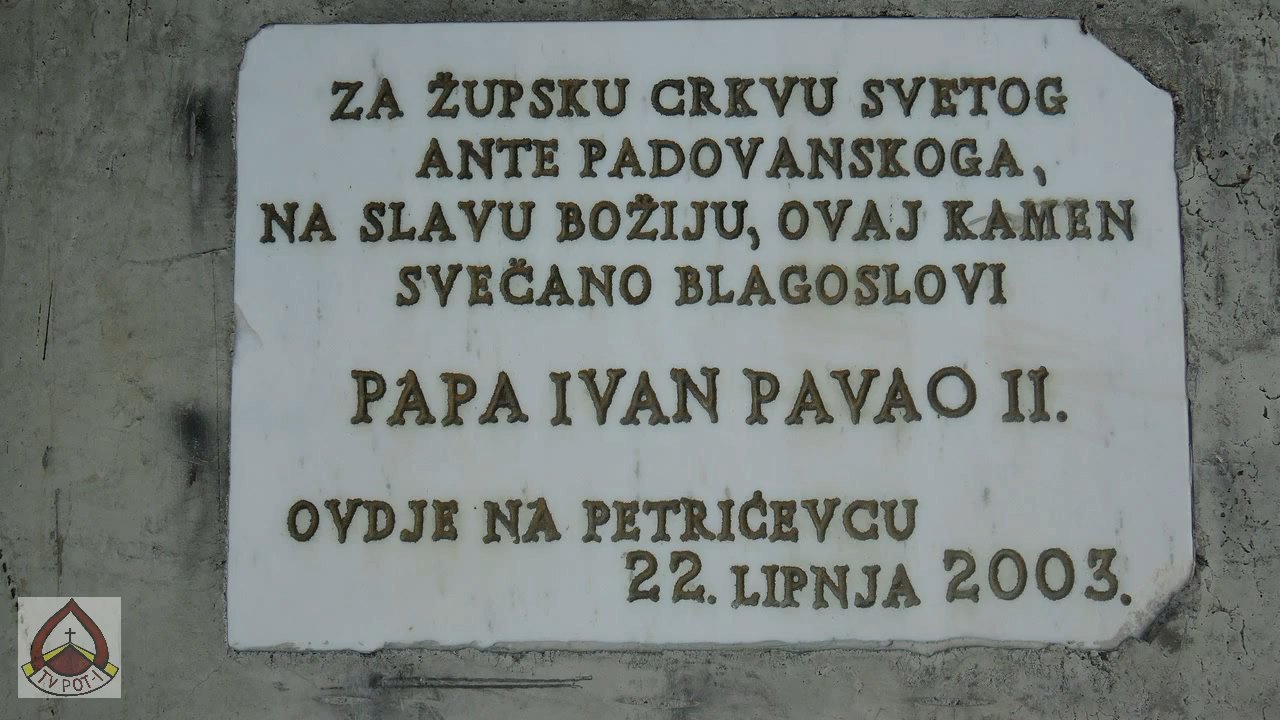 ZA ŽUPSKU CRKVU SVETOG
ANTE PADOVANSKOGA,
NA SLAVU BOŽIJU, OVAJ KAMEN
SVEČANO BLAGOSLOVI
PAPA IVAN PAVAO II.
OVDJE NA PETRIĆEVCU
22. LIPNJA 2003.
TV POT-I